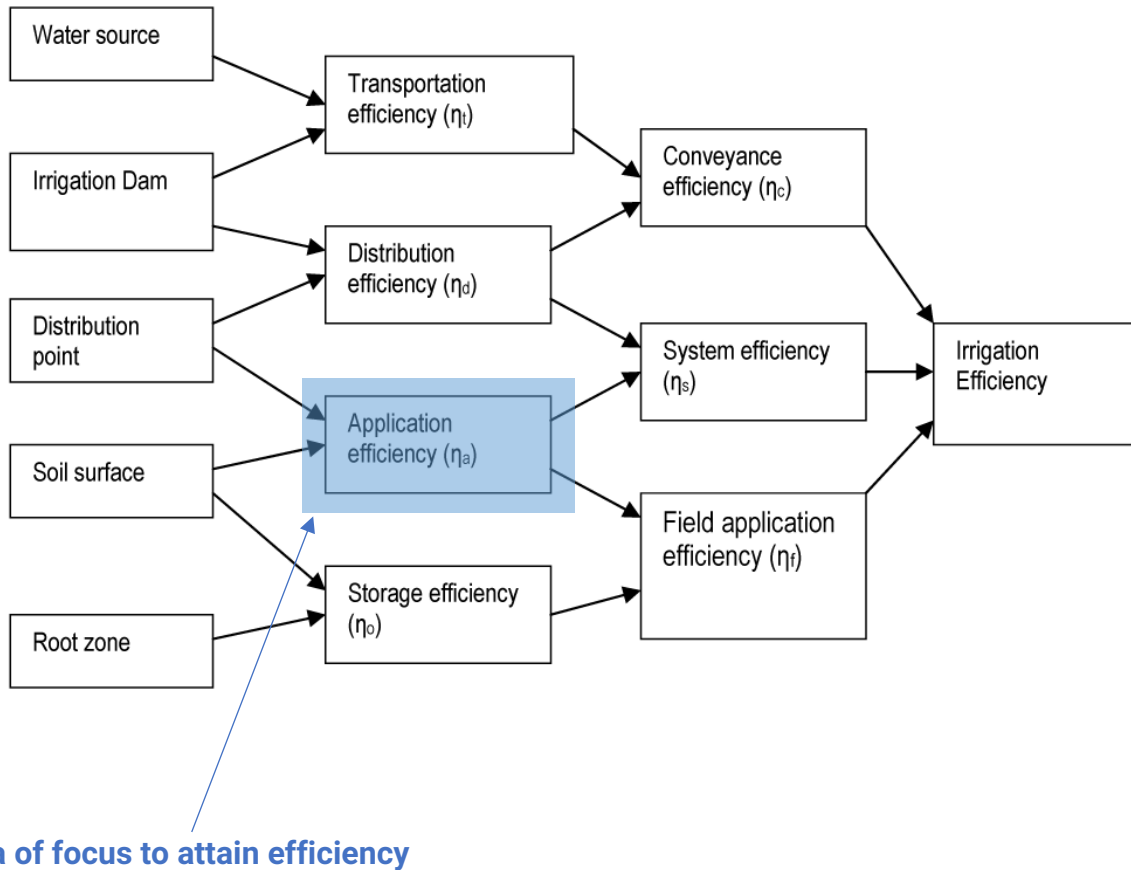 Water source
Transportation
efficiency (ηt)
Irrigation Dam
Conveyance
efficiency (ηc)
Distribution
efficiency (ηd)
Distribution
point
System efficiency
(ηs)
Irrigation
Efficiency
Application
efficiency (ηa)
Soil surface
Field application
efficiency (ηf)
Storage efficiency
(ηo)
Root zone
of focus to attain efficiency